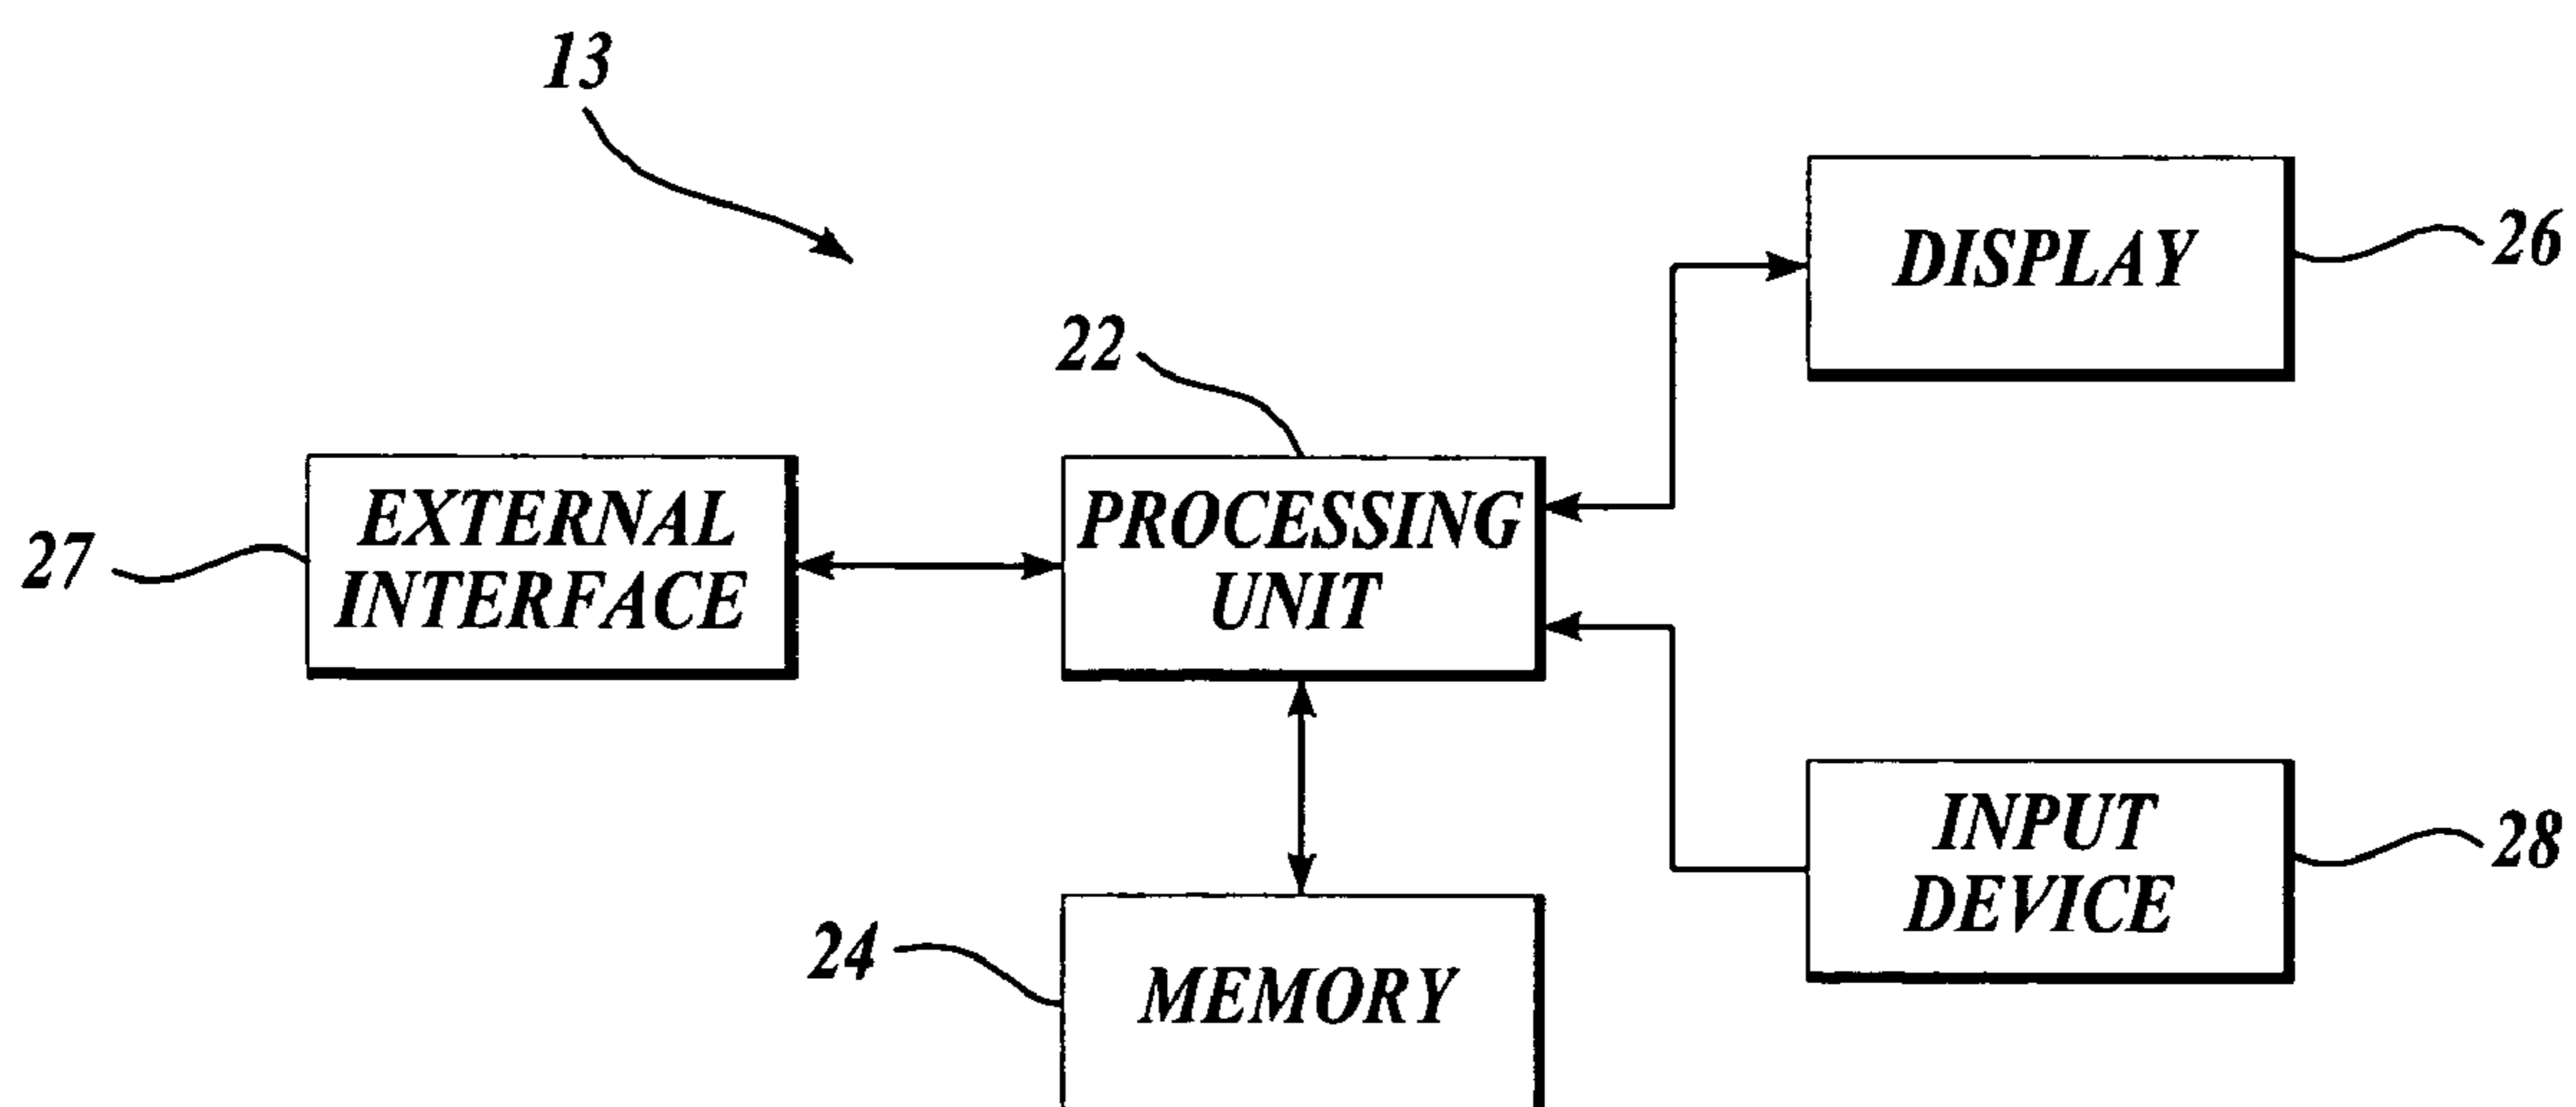 13
DISPLAY
26
22
EXTERNAL
INTERFACE
27
PROCESSING
UNIT
INPUT
DEVICE
28
24
MEMORY